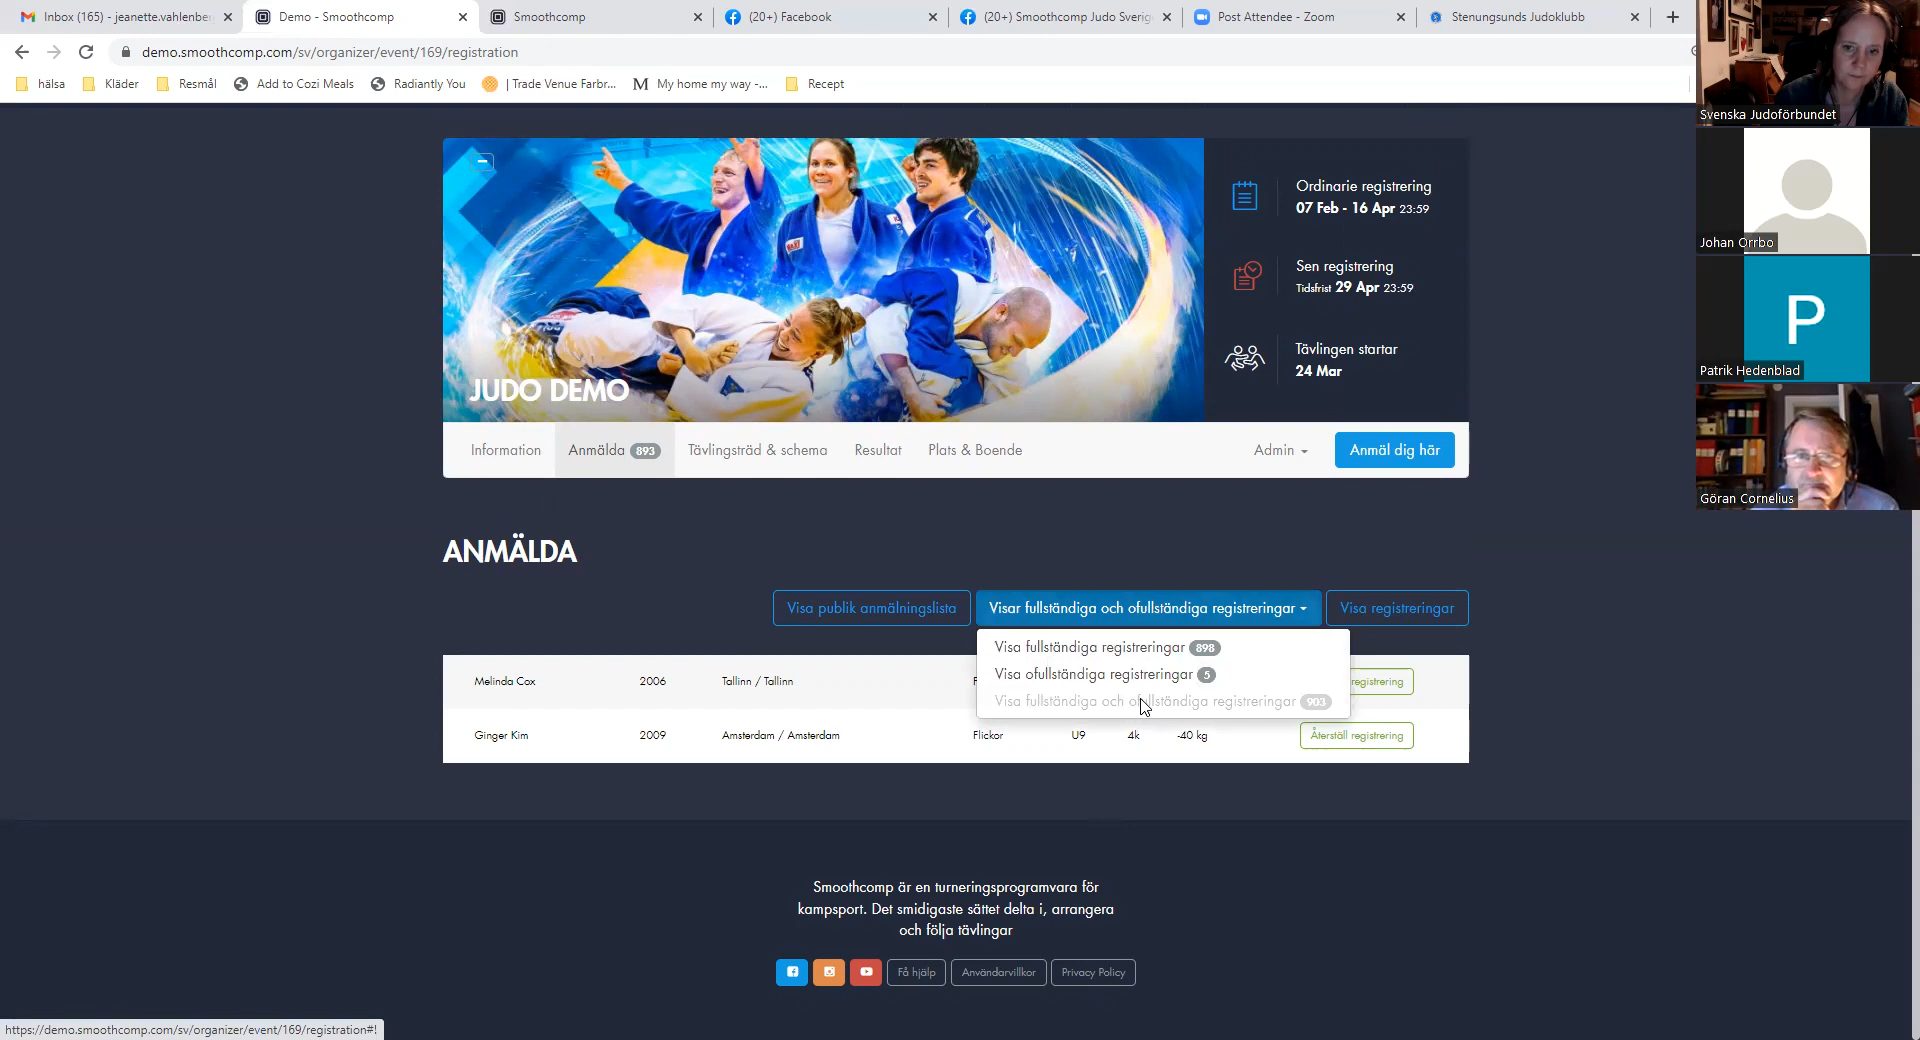 Inbox (165) - jeanette.vahlenber
Demo - Smoothcomp
Smoothcomp
(20+) Facebook
(20+) Smoothcomp Judo Sverig
Post Attendee - Zoom
Stenungsunds Judoklubb
demo.smoothcomp.com/sv/organizer/event/169/registration
hälsa
Kläder
Resmål
Add to Cozi Meals
Radiantly You
| Trade Venue Farbr...
M My home my way -...
Recept
Svenska Judoförbundet
Johan Orrbo
P
Patrik Hedenblad
Göran Cornelius
JUDO DEMO
Ordinarie registrering
07 Feb - 16 Apr 23:59
Sen registrering
Tidsfrist 29 Apr 23:59
Tävlingen startar
24 Mar
Information
Anmälda 893
Tävlingsträd & schema
Resultat
Plats & Boende
Admin
Anmäl dig här
ANMÄLDA
Visa publik anmälningslista
Visar fullständiga och ofullständiga registreringar
Visa registreringar
Visa fullständiga registreringar 898
Visa ofullständiga registreringar 5
Visa fullständiga och ofullständiga registreringar 903
Melinda Cox 2006 Tallinn / Tallinn F registrering
Ginger Kim 2009 Amsterdam / Amsterdam Flickor U9 4k -40 kg Återställ registrering
Smoothcomp är en turneringsprogramvara för
kampsport. Det smidigaste sättet delta i, arrangera
och följa tävlingar
Få hjälp
Användarvillkor
Privacy Policy
https://demo.smoothcomp.com/sv/organizer/event/169/registration#!